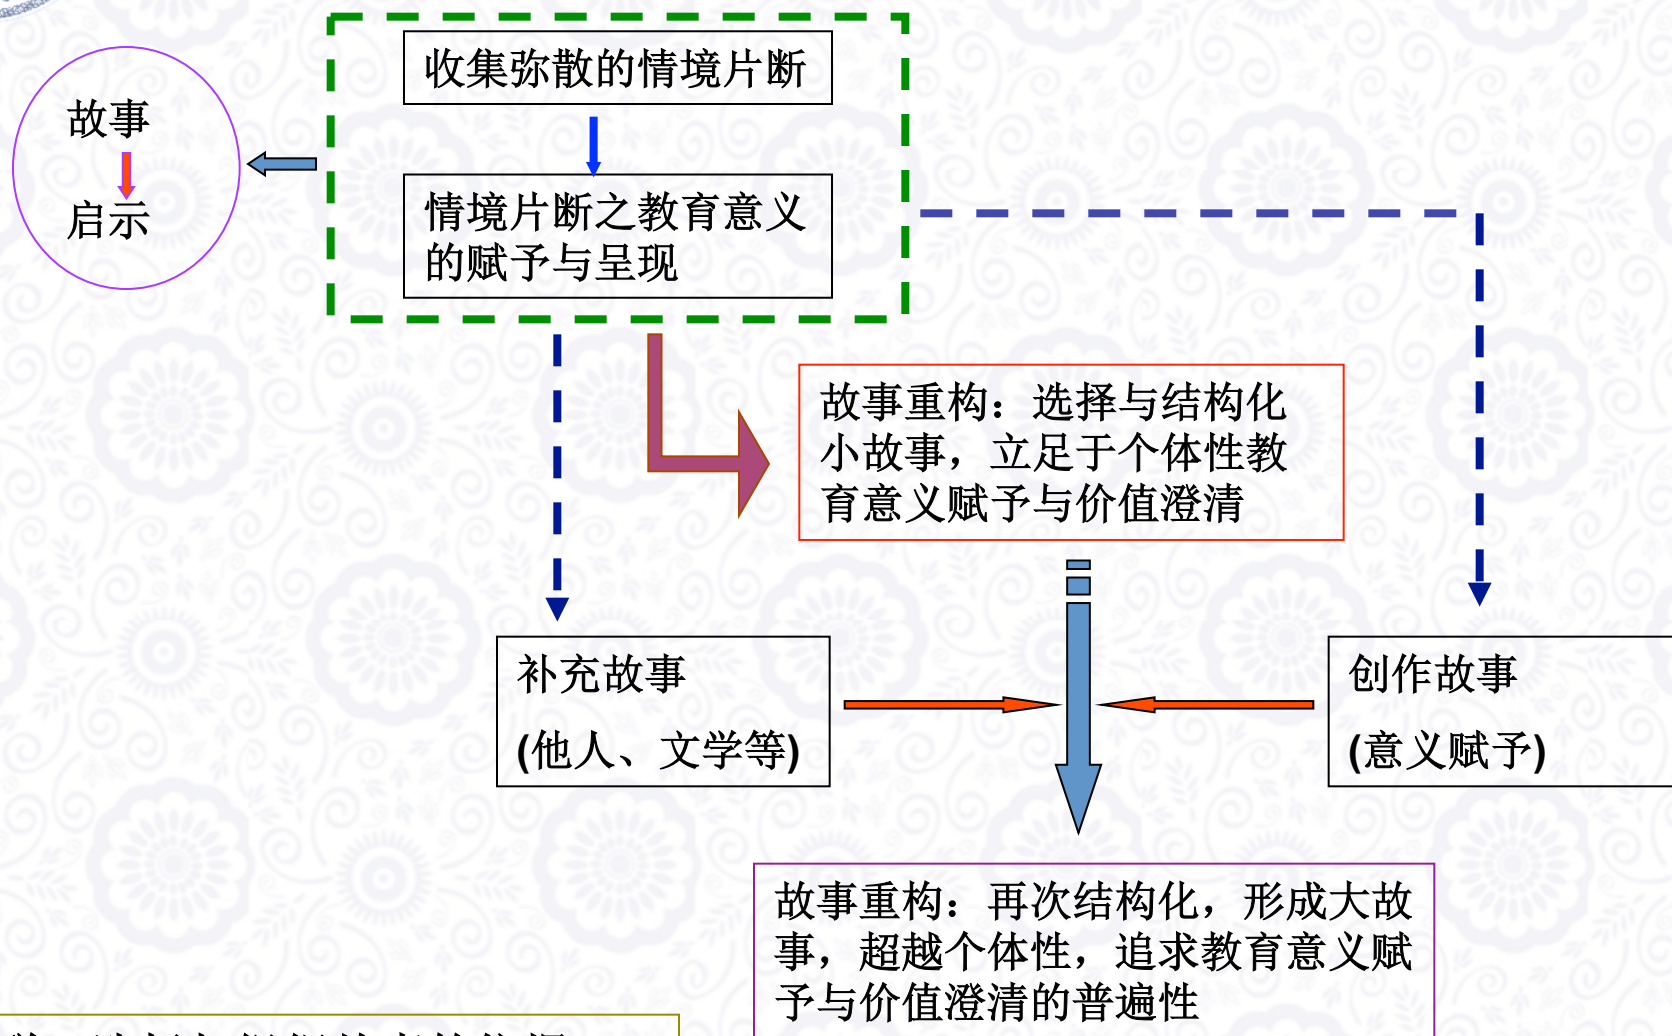 收集弥散的情境片断
故事
启示
情境片断之教育意义
的赋予与呈现
故事重构：选择与结构化
小故事，立足于个体性教
育意义赋予与价值澄清
补充故事
(他人、文学等)
创作故事
(意义赋予)
故事重构：再次结构化，形成大故
事，超越个体性，追求教育意义赋
予与价值澄清的普遍性